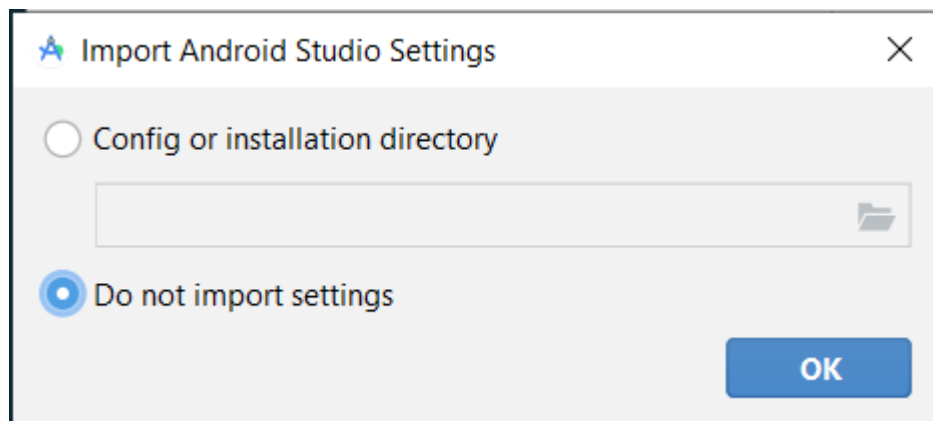 Import Android Studio Settings
Config or installation directory
Do not import settings
OK